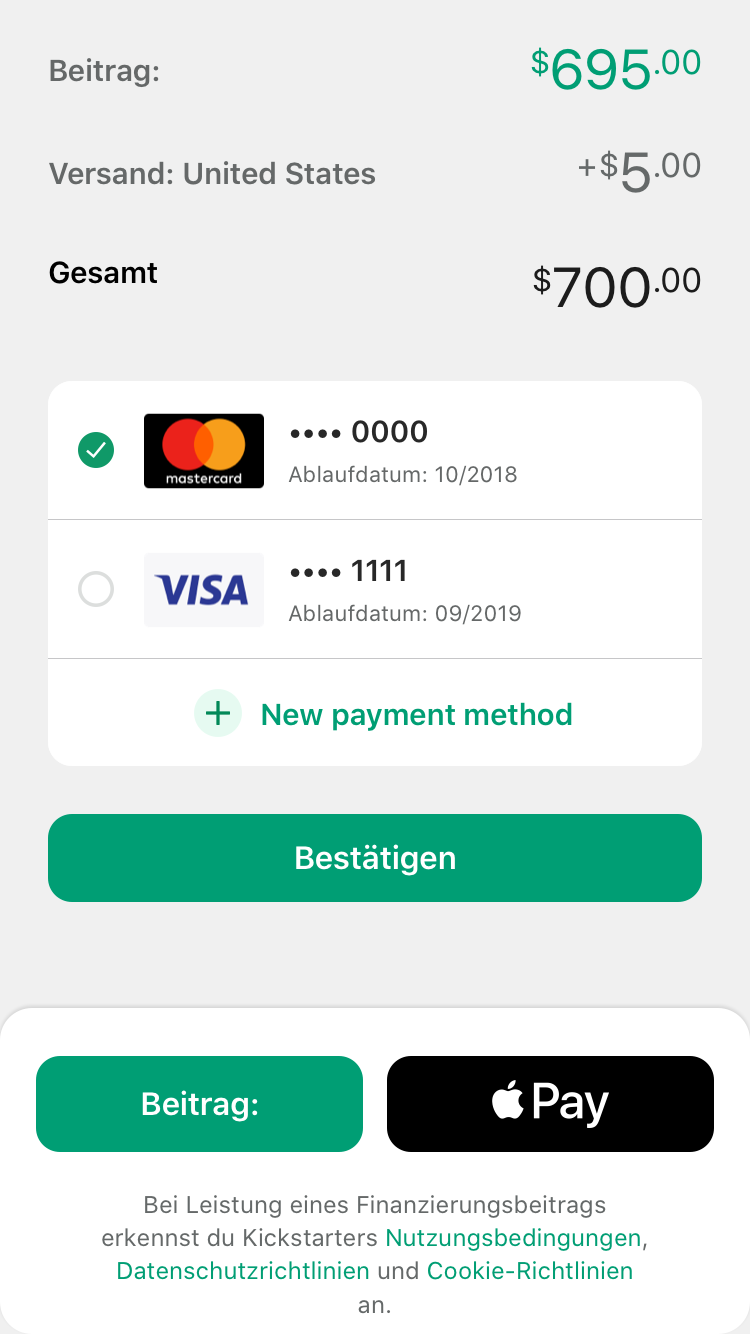 Beitrag: $695.00
Versand: United States +$5.00
Gesamt $700.00
mastercard
•••• 0000
Ablaufdatum: 10/2018
VISA
•••• 1111
Ablaufdatum: 09/2019
+ New payment method
Bestätigen
Beitrag: Pay
Bei Leistung eines Finanzierungsbeitrags
erkennst du Kickstarters Nutzungsbedingungen,
Datenschutzrichtlinien und Cookie-Richtlinien
an.